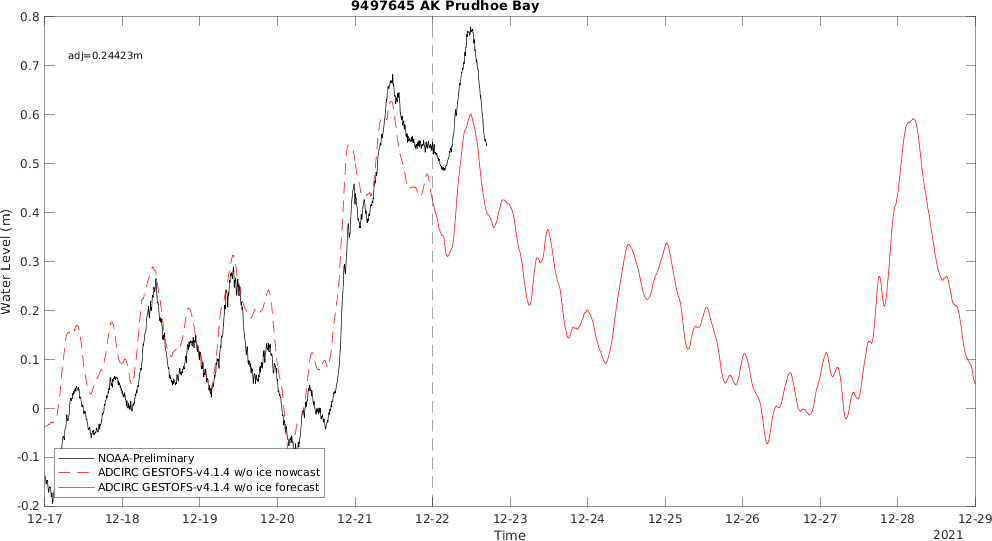 9497645 AK Prudhoe Bay
adj=0.24423m
0.8
0.7
0.6
0.5
0.4
0.3
0.2
0.1
0
-0.1
-0.2
Water Level (m)
NOAA-Preliminary
ADCIRC GESTOFS-v4.1.4 w/o ice nowcast
ADCIRC GESTOFS-v4.1.4 w/o ice forecast
12-17 12-18 12-19 12-20 12-21 12-22 12-23 12-24 12-25 12-26 12-27 12-28 12-29
Time
2021